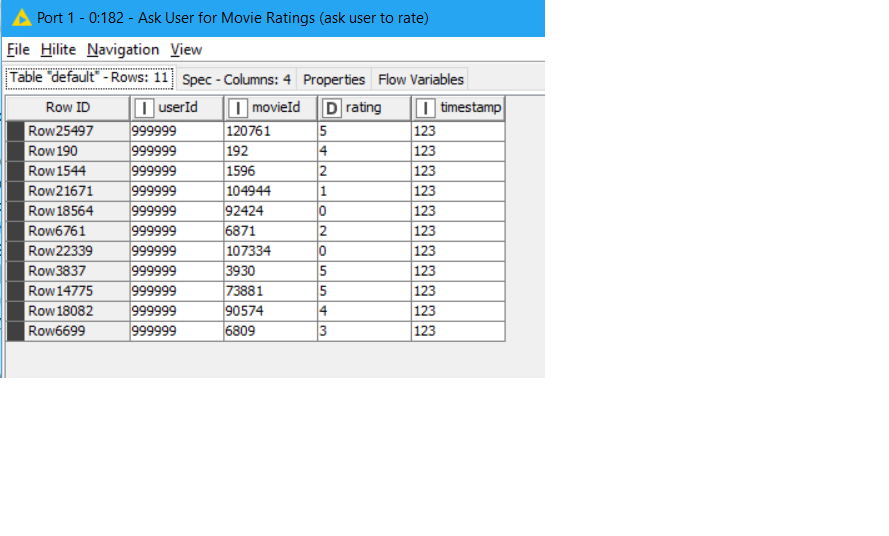 Port 1 - 0:182 - Ask User for Movie Ratings (ask user to rate)
File Hilite Navigation View
Table "default" - Rows: 11 Spec - Columns: 4 Properties Flow Variables
Row ID I userId I movieId D rating I timestamp
Row25497 999999 120761 5 123
Row190 999999 192 4 123
Row1544 999999 1596 2 123
Row21671 999999 104944 1 123
Row18564 999999 92424 0 123
Row6761 999999 6871 2 123
Row22339 999999 107334 0 123
Row3837 999999 3930 5 123
Row14775 999999 73881 5 123
Row18082 999999 90574 4 123
Row6699 999999 6809 3 123